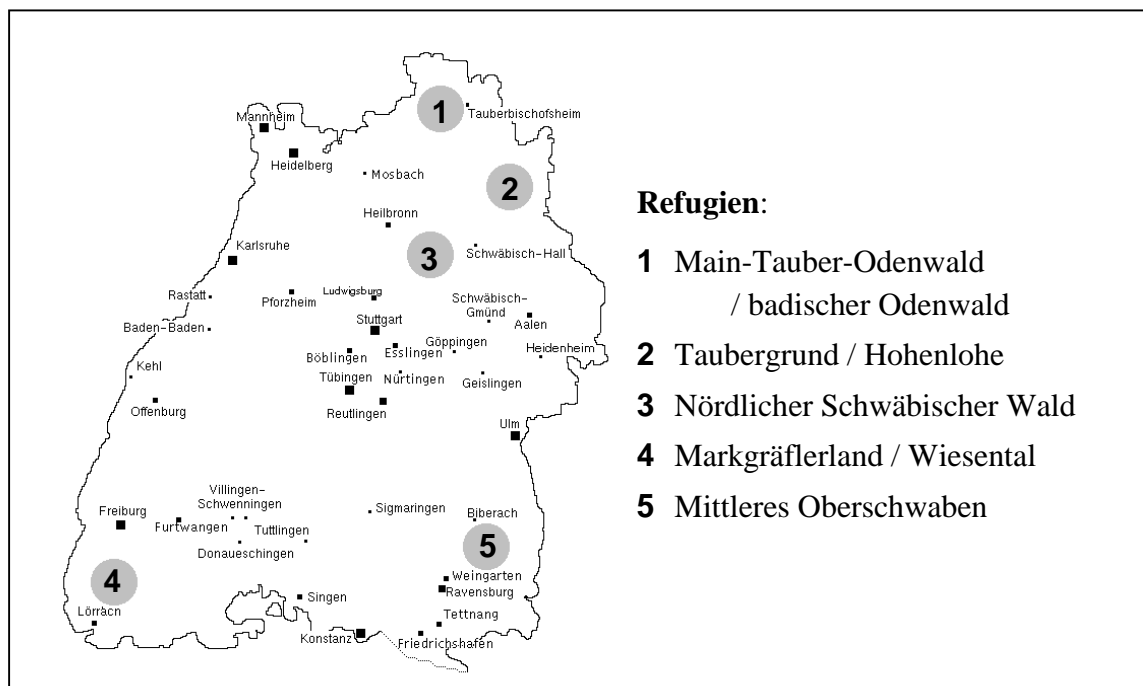 1
Tauberbischofsheim
Mannheim
Heidelberg
Mosbach
2
Heilbronn
Schwäbisch-Hall
3
Karlsruhe
Rastatt
Pforzheim
Ludwigsburg
Schwäbisch-
Gmünd
Aalen
Baden-Baden
Stuttgart
Göppingen
Heidenheim
Böblingen
Esslingen
Kehl
Tübingen
Nürtingen
Geislingen
Offenburg
Reutlingen
Ulm
Villingen-
Schwenningen
Sigmaringen
Biberach
Freiburg
Furtwangen
Tuttlingen
Donaueschingen
5
4
Weingarten
Ravensburg
Singen
Lörrach
Tettnang
Konstanz
Friedrichshafen
Refugien:
1 Main-Tauber-Odenwald
/ badischer Odenwald
2 Taubergrund / Hohenlohe
3 Nördlicher Schwäbischer Wald
4 Markgräflerland / Wiesental
5 Mittleres Oberschwaben